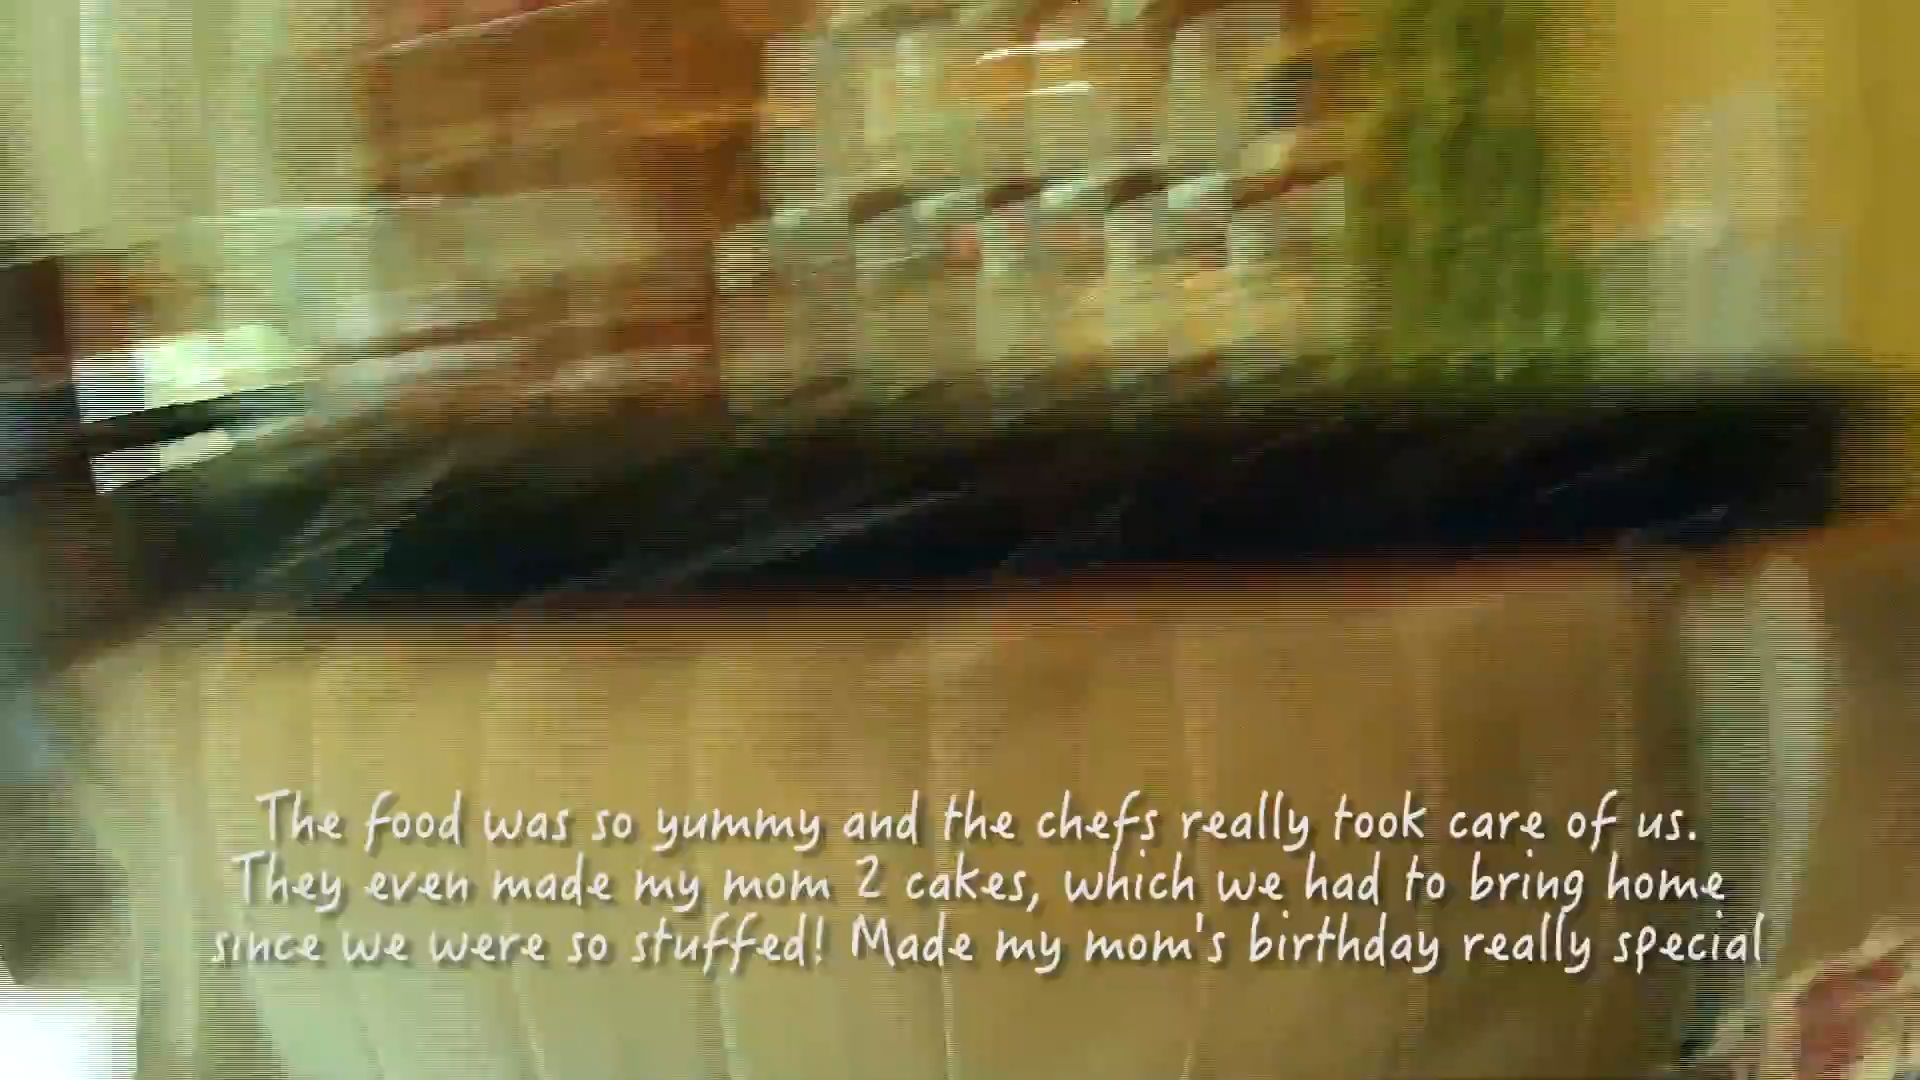 The food was so yummy and the chefs really took care of us.
They even made my mom 2 cakes, which we had to bring home
since we were so stuffed! Made my mom's birthday really special